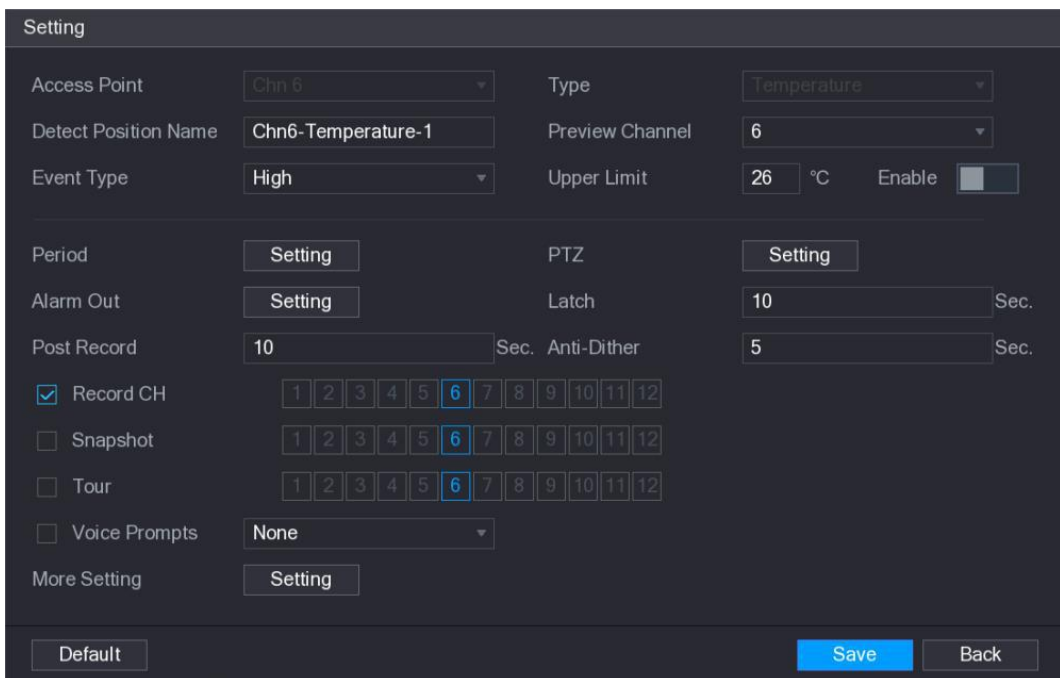 Setting
Access Point Chn 6 Type Temperature
Detect Position Name Chn6-Temperature-1 Preview Channel 6
Event Type High Upper Limit 26 °C Enable
Period Setting PTZ Setting
Alarm Out Setting Latch 10 Sec.
Post Record 10 Sec. Anti-Dither 5 Sec.
Record CH 1 2 3 4 5 6 7 8 9 10 11 12
Snapshot 1 2 3 4 5 6 7 8 9 10 11 12
Tour 1 2 3 4 5 6 7 8 9 10 11 12
Voice Prompts None
More Setting Setting
Default Save Back